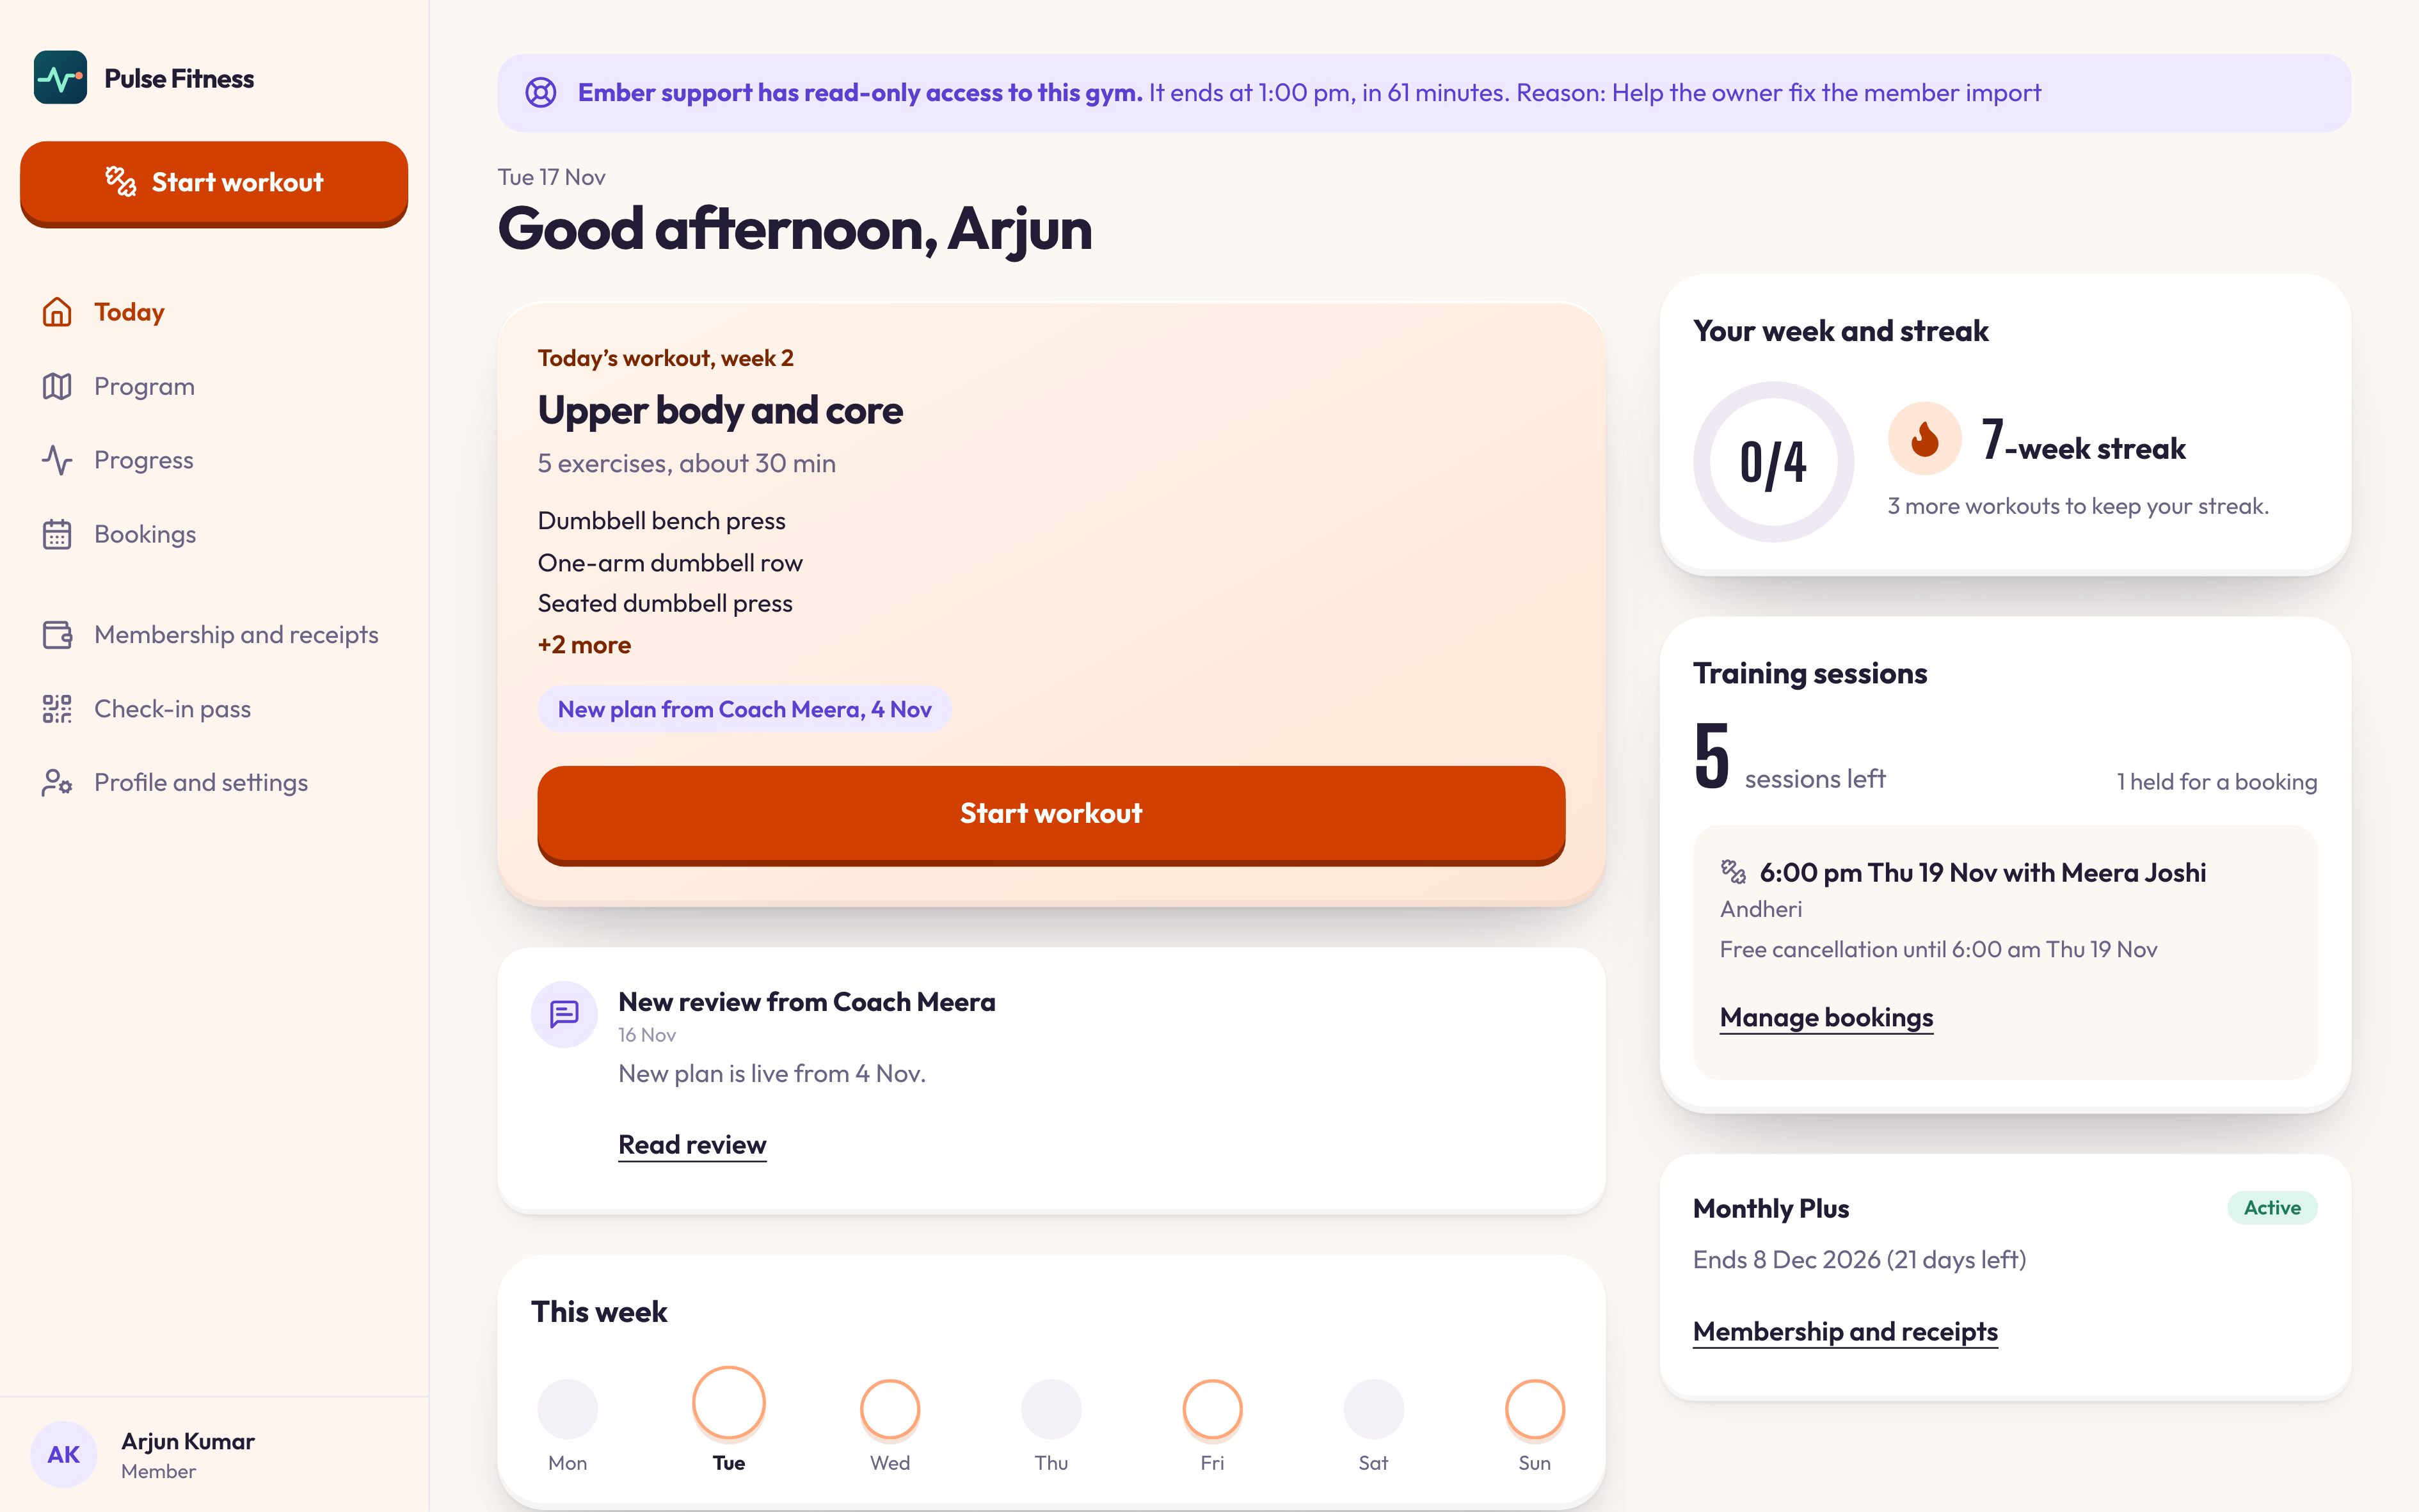 Pulse Fitness
Start workout
Today
Program
Progress
Bookings
Membership and receipts
Check-in pass
Profile and settings
AK
Arjun Kumar
Member
Ember support has read-only access to this gym. It ends at 1:00 pm, in 61 minutes. Reason: Help the owner fix the member import
Tue 17 Nov
Good afternoon, Arjun
Today’s workout, week 2
Upper body and core
5 exercises, about 30 min
Dumbbell bench press
One-arm dumbbell row
Seated dumbbell press
+2 more
New plan from Coach Meera, 4 Nov
Start workout
New review from Coach Meera
16 Nov
New plan is live from 4 Nov.
Read review
This week
Mon Tue Wed Thu Fri Sat Sun
Your week and streak
0/4
7-week streak
3 more workouts to keep your streak.
Training sessions
5 sessions left
1 held for a booking
6:00 pm Thu 19 Nov with Meera Joshi
Andheri
Free cancellation until 6:00 am Thu 19 Nov
Manage bookings
Monthly Plus
Active
Ends 8 Dec 2026 (21 days left)
Membership and receipts